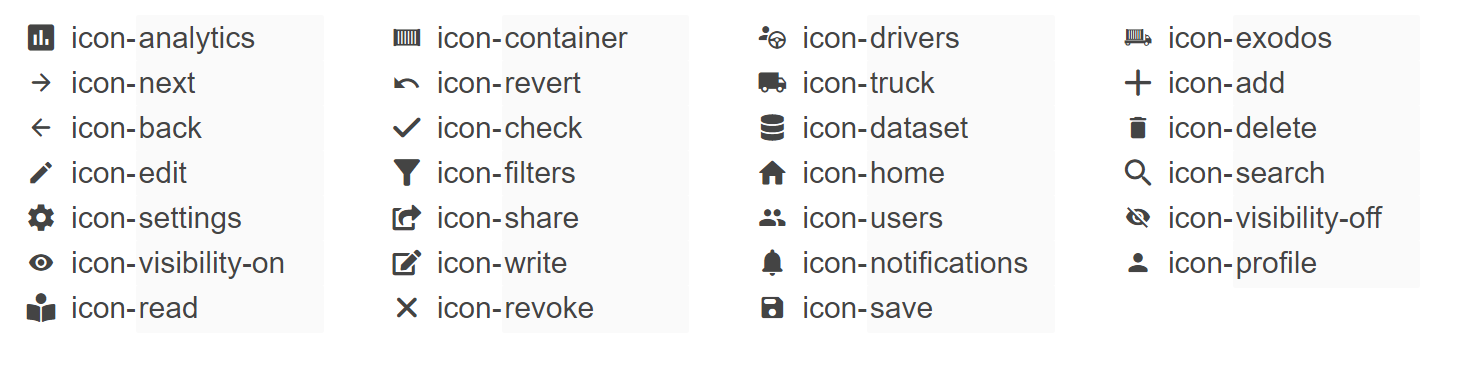 icon-analytics
icon-container
icon-drivers
icon-exodos
icon-next
icon-revert
icon-truck
icon-add
icon-back
icon-check
icon-dataset
icon-delete
icon-edit
icon-filters
icon-home
icon-search
icon-settings
icon-share
icon-users
icon-visibility-off
icon-visibility-on
icon-write
icon-notifications
icon-profile
icon-read
icon-revoke
icon-save